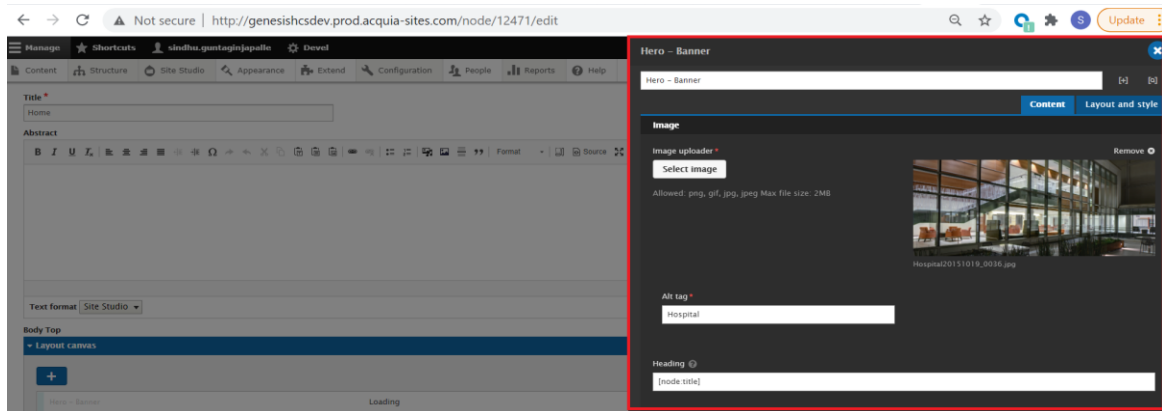 Not secure | http://genesishcsdev.prod.acquia-sites.com/node/12471/edit
S
Update
Manage Shortcuts sindhu.guntaginjapalle Devel
Content Structure Site Studio Appearance Extend Configuration People Reports Help
Title *
Home
Abstract
B I U Format Source
Text format Site Studio
Body Top
Layout canvas
+
Hero – Banner Loading
Hero – Banner
Hero – Banner
Content Layout and style
Image
Image uploader *
Remove
Select image
Allowed: png, gif, jpg, jpeg Max file size: 2MB
Hospital20151019_0036.jpg
Alt tag *
Hospital
Heading
[node:title]